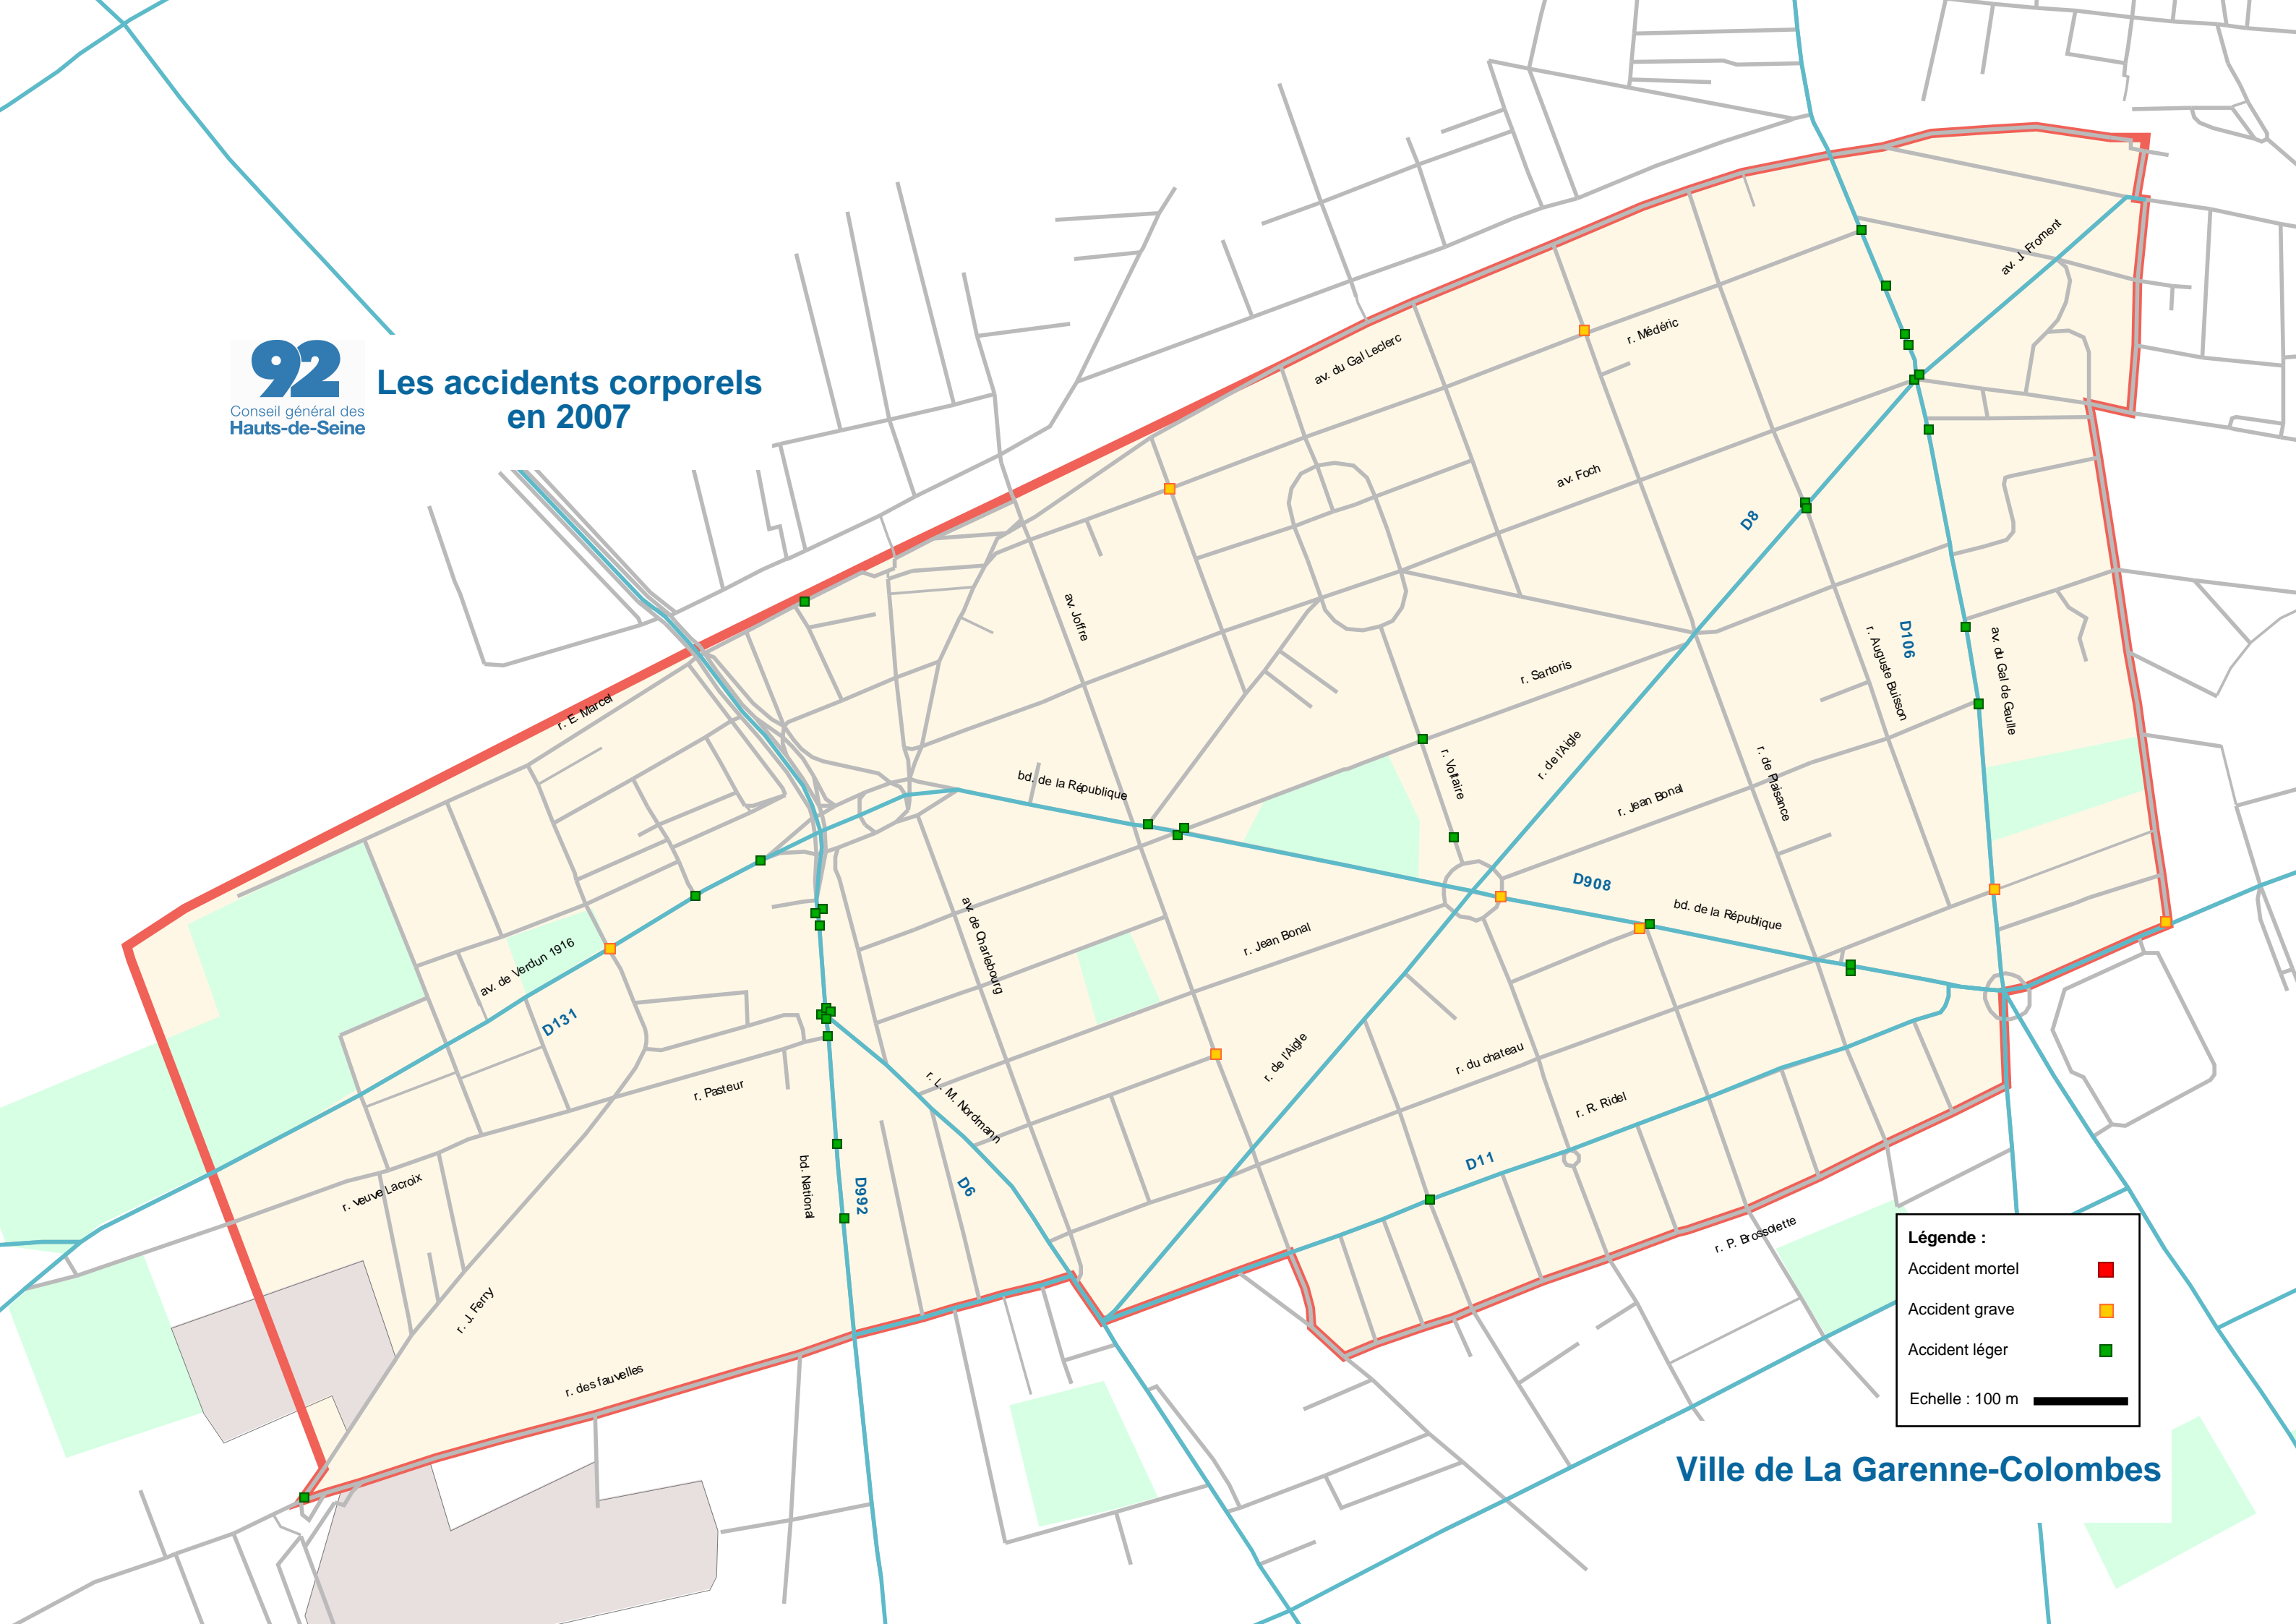 92
Conseil général des
Hauts-de-Seine
Les accidents corporels
en 2007
av. J. Froment
r. Médéric
av. du Gal Leclerc
av. Foch
D8
av. Joffre
D106
r. Auguste Buisson
av. du Gal de Gaulle
r. Sartoris
r. E. Marcel
r. Voltaire
r. de l'Aigle
r. de Plaisance
bd. de la République
r. Jean Bonal
D908
bd. de la République
av. de Charlebourg
r. Jean Bonal
av. de Verdun 1916
D131
r. de l'Aigle
r. du chateau
r. Pasteur
r. L. M. Nordmann
r. R. Ridel
D11
r. veuve Lacroix
bd. National
D992
D6
r. P. Brossolette
r. J. Ferry
r. des fauvelles
Légende :
Accident mortel
Accident grave
Accident léger
Echelle : 100 m
Ville de La Garenne-Colombes